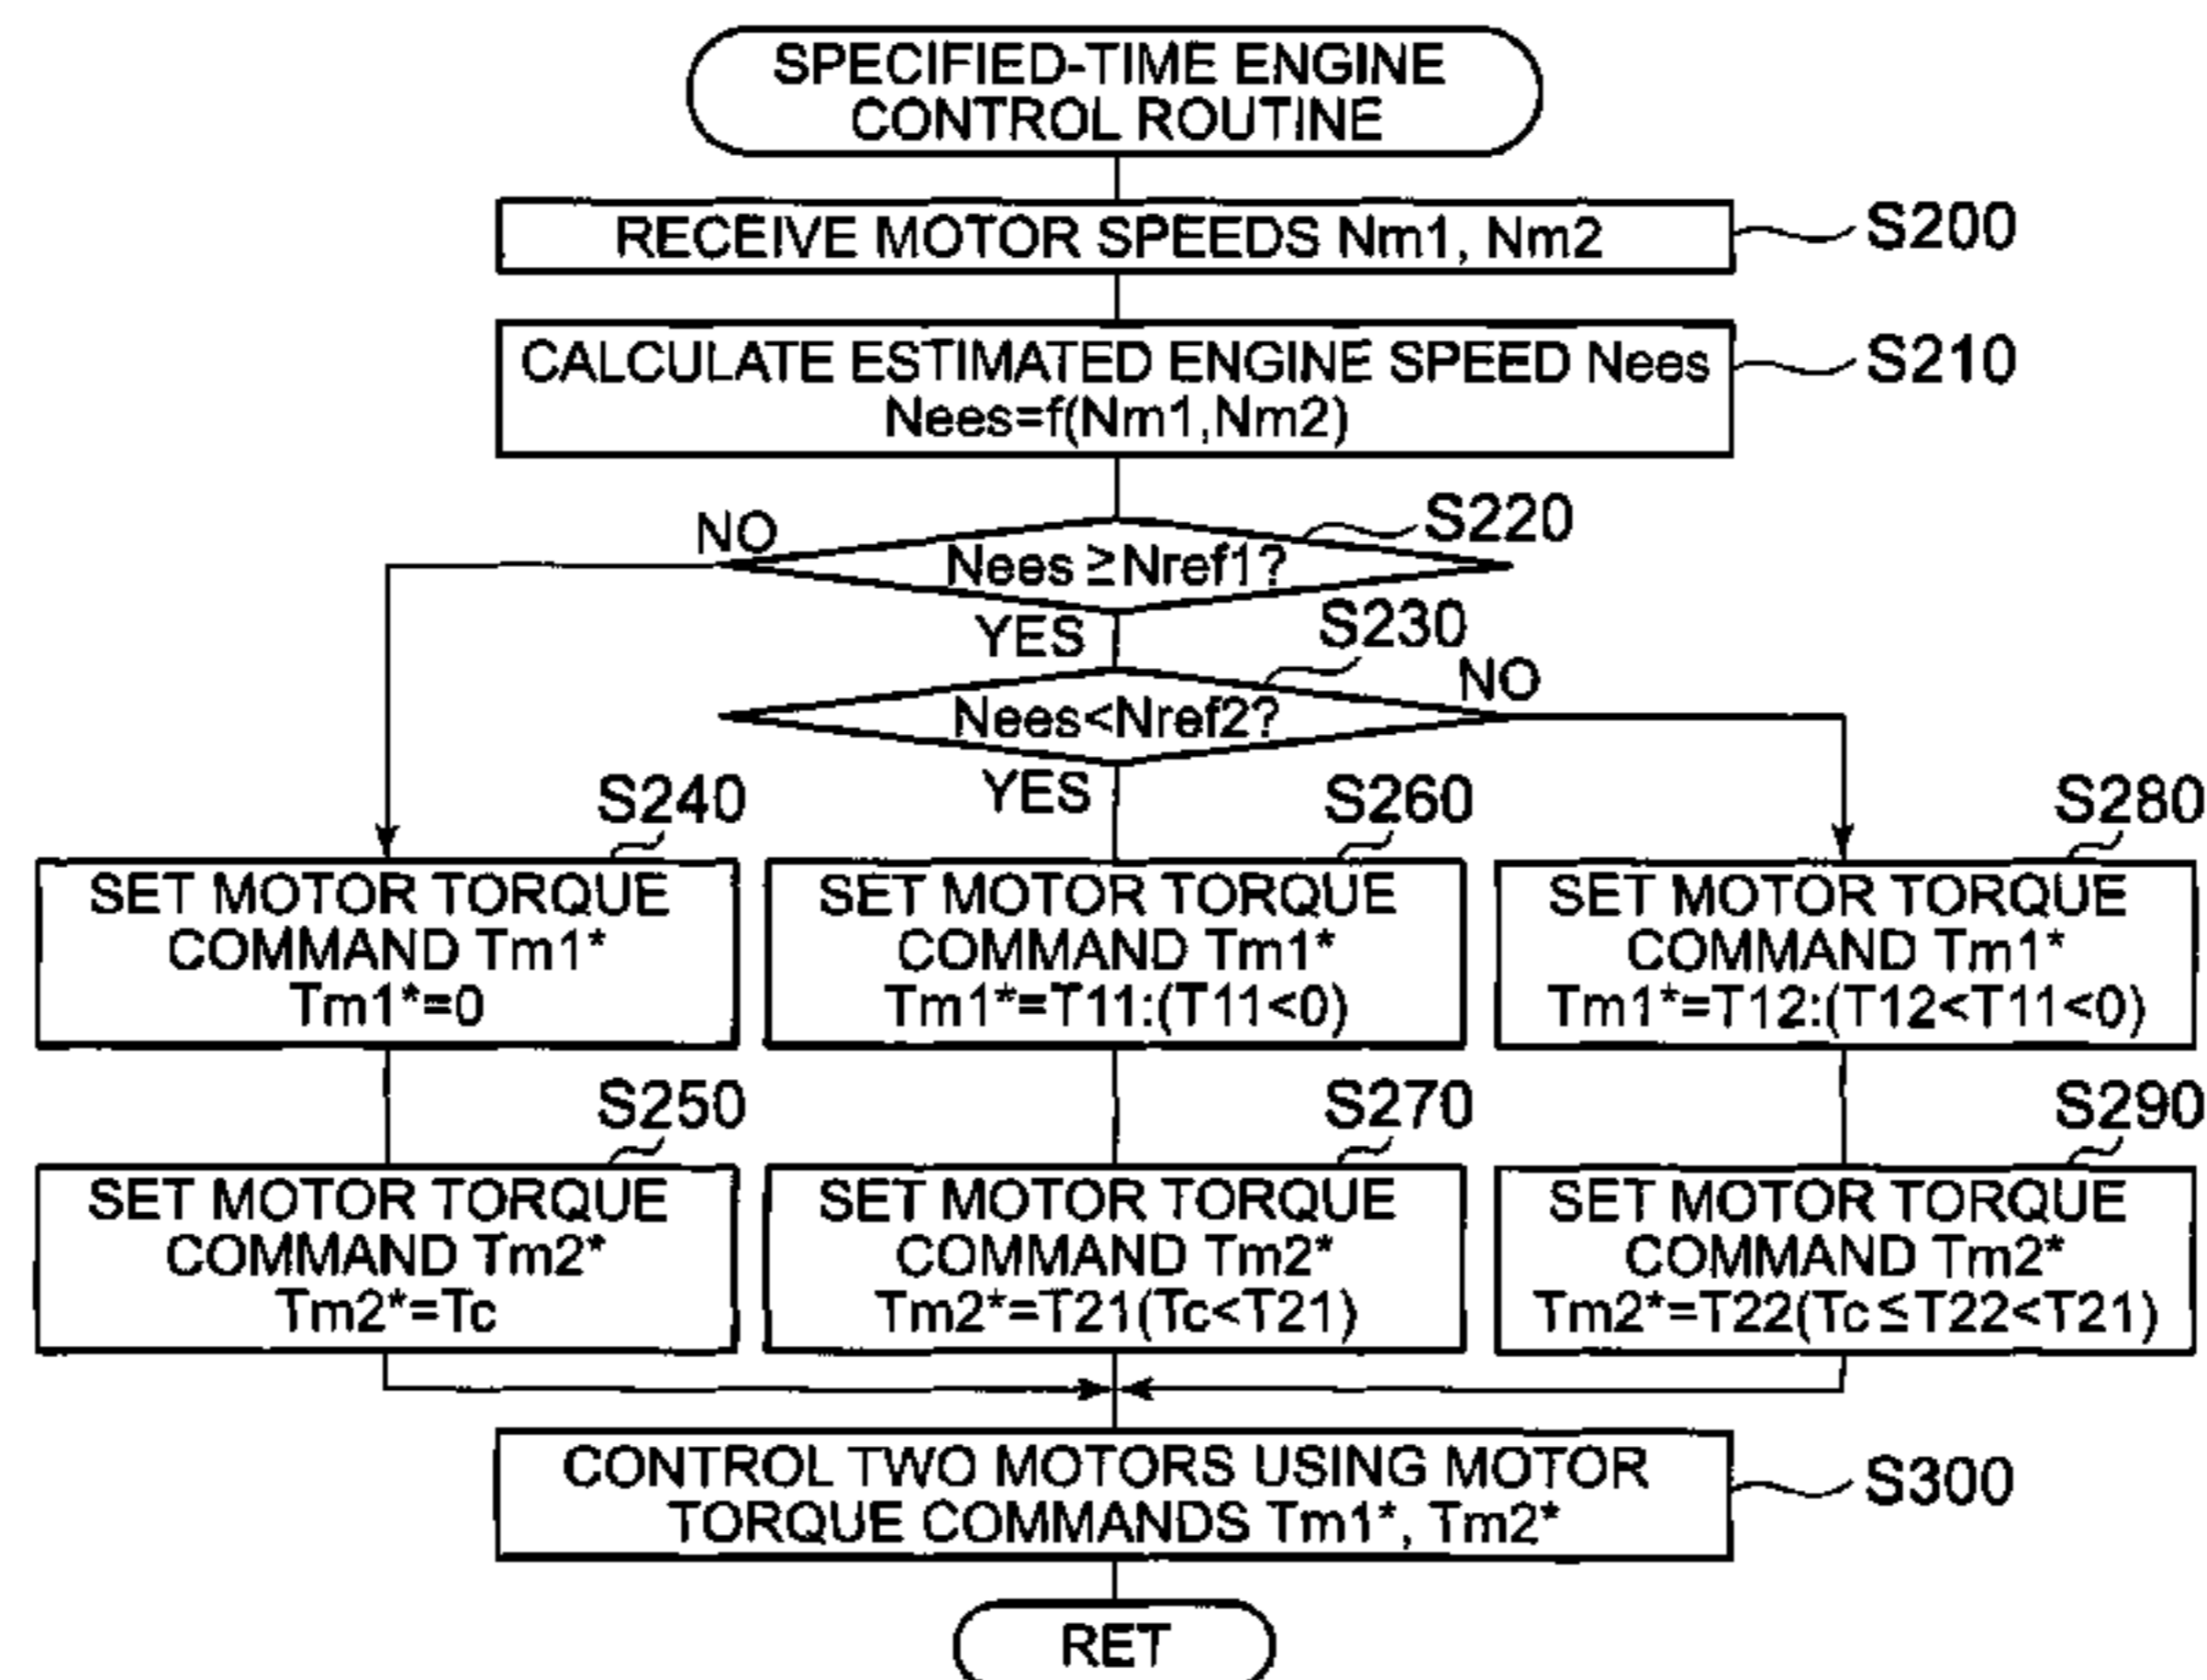 SPECIFIED-TIME ENGINE
CONTROL ROUTINE
RECEIVE MOTOR SPEEDS Nm1, Nm2
S200
CALCULATE ESTIMATED ENGINE SPEED Nees
Nees=f(Nm1,Nm2)
S210
S220
NO
Nees≥Nref1?
YES
S230
NO
Nees<Nref2?
YES
S240
SET MOTOR TORQUE
COMMAND Tm1*
Tm1*=0
S260
SET MOTOR TORQUE
COMMAND Tm1*
Tm1*=T11:(T11<0)
S280
SET MOTOR TORQUE
COMMAND Tm1*
Tm1*=T12:(T12<T11<0)
S250
SET MOTOR TORQUE
COMMAND Tm2*
Tm2*=Tc
S270
SET MOTOR TORQUE
COMMAND Tm2*
Tm2*=T21(Tc<T21)
S290
SET MOTOR TORQUE
COMMAND Tm2*
Tm2*=T22(Tc≤T22<T21)
CONTROL TWO MOTORS USING MOTOR
TORQUE COMMANDS Tm1*, Tm2*
S300
RET